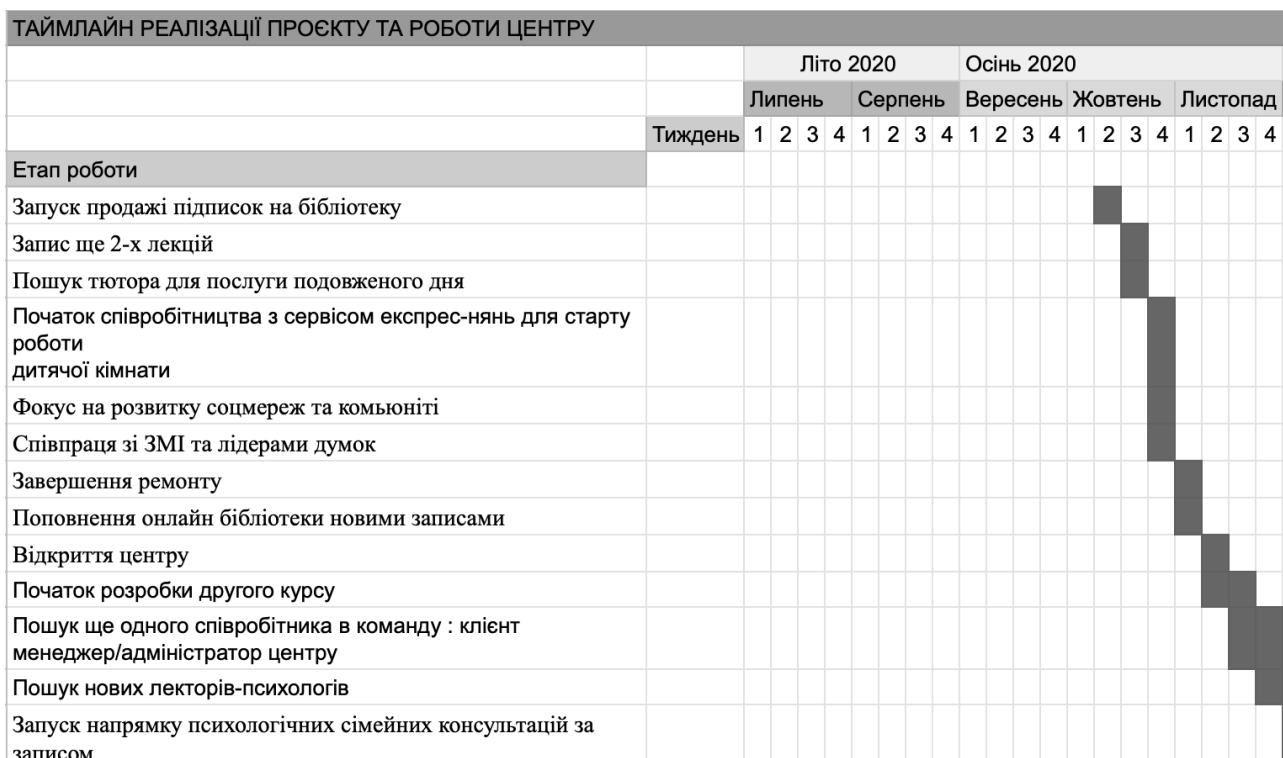 ТАЙМЛАЙН РЕАЛІЗАЦІЇ ПРОЄКТУ ТА РОБОТИ ЦЕНТРУ
Літо 2020 Осінь 2020
Липень Серпень Вересень Жовтень Листопад
Тиждень 1 2 3 4 1 2 3 4 1 2 3 4 1 2 3 4 1 2 3 4
Етап роботи
Запуск продажі підписок на бібліотеку
Запис ще 2-х лекцій
Пошук тютора для послуги подовженого дня
Початок співробітництва з сервісом експрес-нянь для старту
роботи
дитячої кімнати
Фокус на розвитку соцмереж та комьюніті
Співпраця зі ЗМІ та лідерами думок
Завершення ремонту
Поповнення онлайн бібліотеки новими записами
Відкриття центру
Початок розробки другого курсу
Пошук ще одного співробітника в команду : клієнт
менеджер/адміністратор центру
Пошук нових лекторів-психологів
Запуск напрямку психологічних сімейних консультацій за
записом